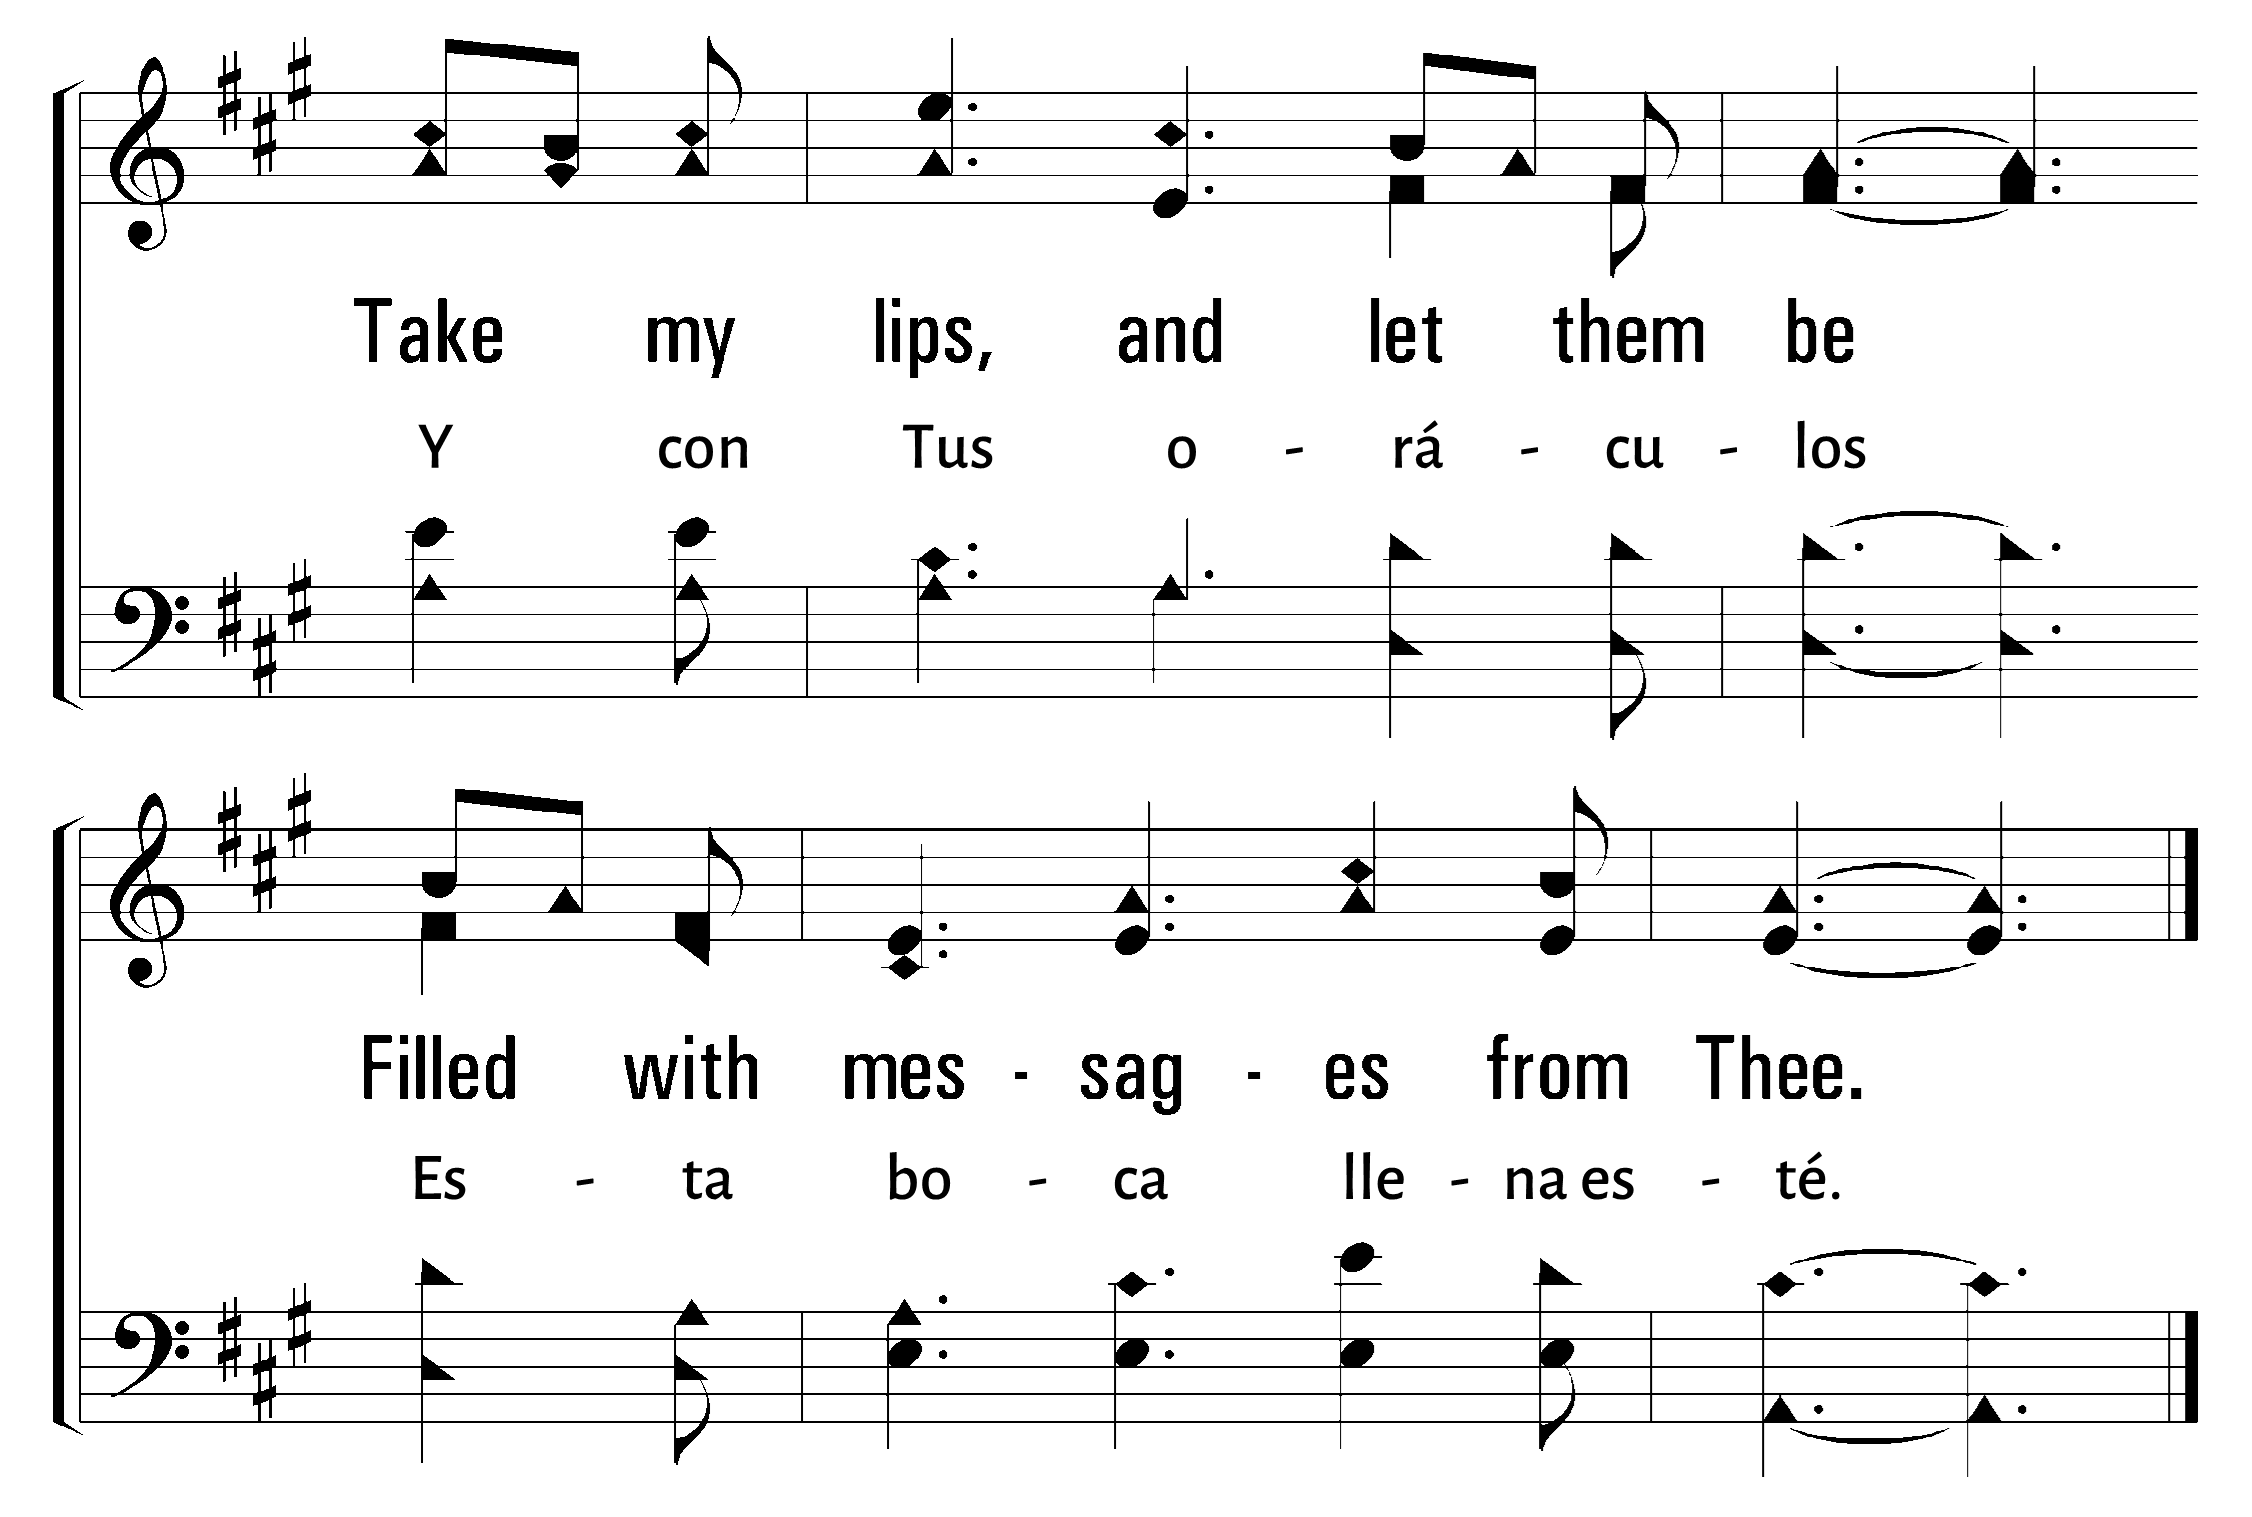 Take my lips, and let them be
Y con Tus o - rá - cu - los
Filled with mes - sag - es from Thee.
Es - ta bo - ca lle - na es - té.